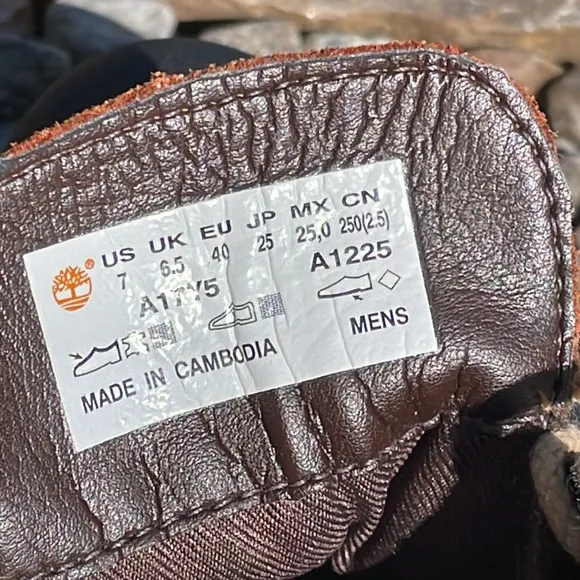 US UK EU JP MX CN
7 6.5 40 25 25,0 250(2.5)
A17Y5 A1225
MENS
MADE IN CAMBODIA